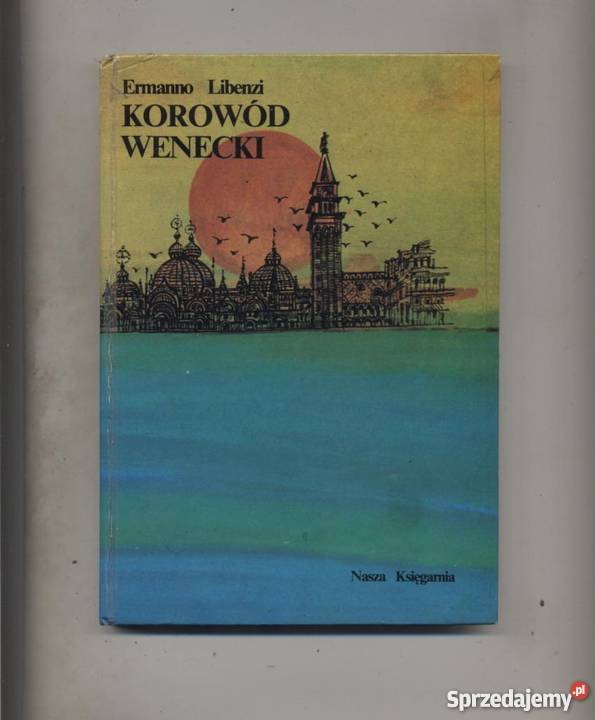 Ermanno Libenzi
KOROWÓD
WENECKI
Nasza Księgarnia
Sprzedajemy.pl